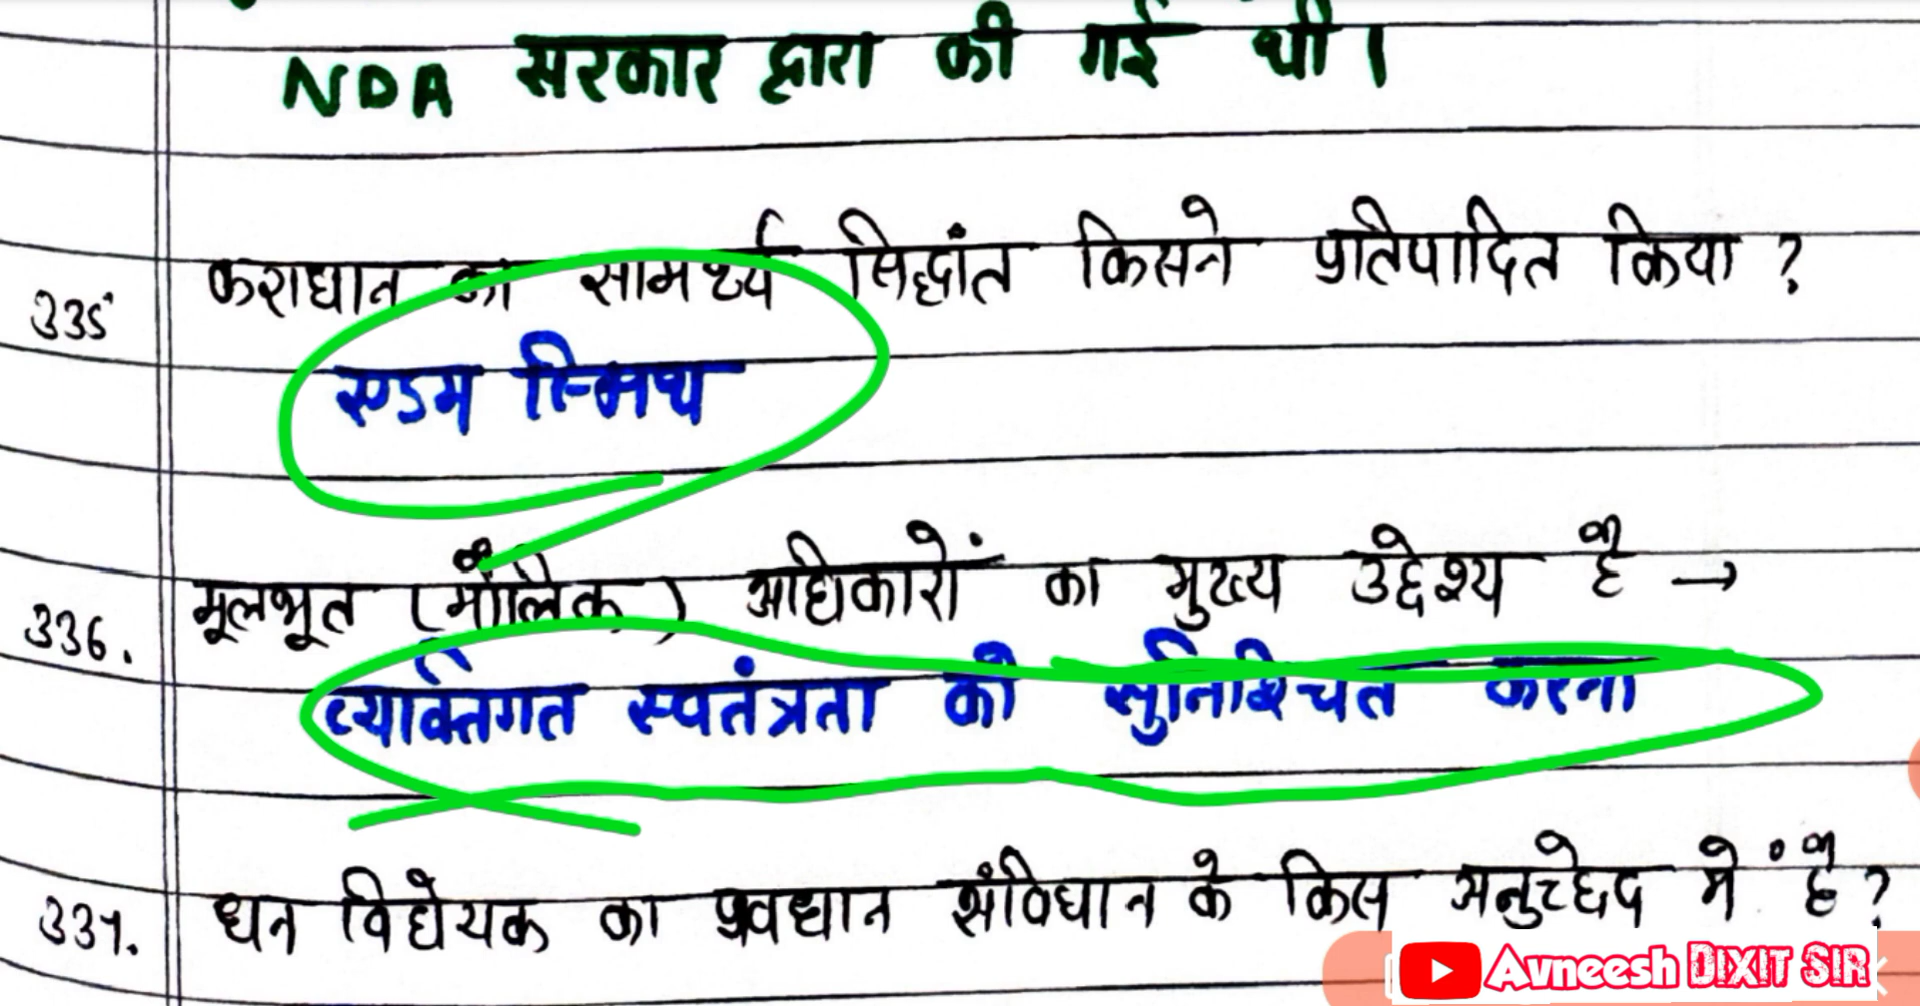 NDA सरकार द्वारा की गई थी।
335 कराधान का सामर्थ्य सिद्धांत किसने प्रतिपादित किया ?
एडम स्मिथ
336. मूलभूत (मौलिक) अधिकारों का मुख्य उद्देश्य है →
व्यक्तिगत स्वतंत्रता को सुनिश्चित करना
337. धन विधेयक का प्रवधान संविधान के किस अनुच्छेद में है ?
Avneesh DIXIT SIR